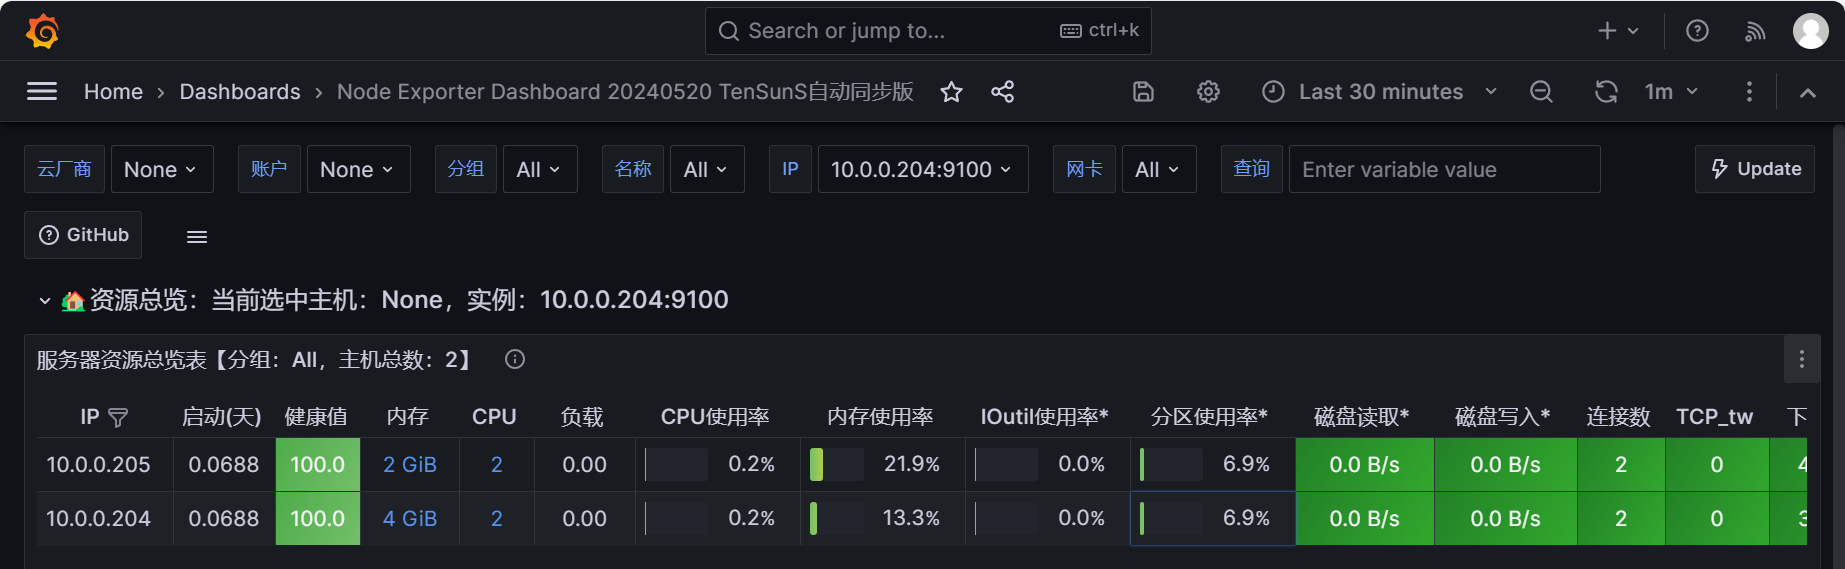 Search or jump to... ctrl+k
Home › Dashboards › Node Exporter Dashboard 20240520 TenSunS自动同步版 Last 30 minutes 1m
云厂商 None 账户 None 分组 All 名称 All IP 10.0.0.204:9100 网卡 All 查询 Enter variable value Update
GitHub
资源总览：当前选中主机：None，实例：10.0.0.204:9100
服务器资源总览表【分组：All，主机总数：2】
IP 启动(天) 健康值 内存 CPU 负载 CPU使用率 内存使用率 IOutil使用率* 分区使用率* 磁盘读取* 磁盘写入* 连接数 TCP_tw 下
10.0.0.205 0.0688 100.0 2 GiB 2 0.00 0.2% 21.9% 0.0% 6.9% 0.0 B/s 0.0 B/s 2 0 4
10.0.0.204 0.0688 100.0 4 GiB 2 0.00 0.2% 13.3% 0.0% 6.9% 0.0 B/s 0.0 B/s 2 0 3